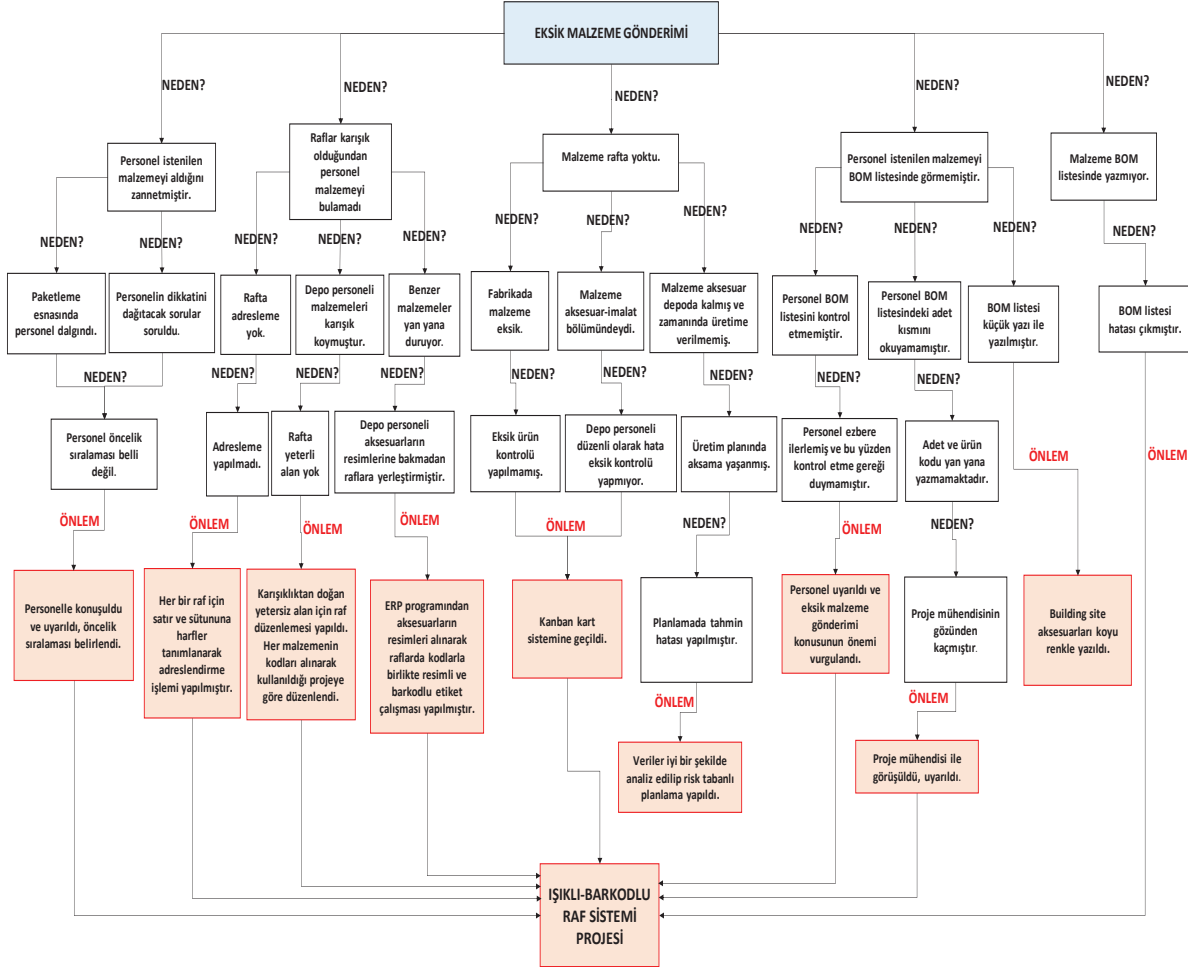 EKSİK MALZEME GÖNDERİMİ
NEDEN?
NEDEN?
NEDEN?
NEDEN?
NEDEN?
Personel istenilen
malzemeyi aldığını
zannetmiştir.
Raflar karışık
olduğundan
personel
malzemeyi
bulamadı
Malzeme rafta yoktu.
Personel istenilen malzemeyi
BOM listesinde görmemiştir.
Malzeme BOM
listesinde yazmıyor.
NEDEN?
NEDEN?
NEDEN?
NEDEN?
NEDEN?
NEDEN?
NEDEN?
NEDEN?
NEDEN?
NEDEN?
NEDEN?
NEDEN?
Paketleme
esnasında
personel dalgındı.
Personelin dikkatini
dağıtacak sorular
soruldu.
Rafta
adresleme
yok.
Depo personeli
malzemeleri
karışık
koymuştur.
Benzer
malzemeler
yan yana
duruyor.
Fabrikada
malzeme
eksik.
Malzeme
aksesuar-imalat
bölümündeydi.
Malzeme aksesuar
depoda kalmış ve
zamanında üretime
verilmemiş.
Personel BOM
listesini kontrol
etmemiştir.
Personel BOM
listesindeki adet
kısmını
okuyamamıştır.
BOM listesi
küçük yazı ile
yazılmıştır.
BOM listesi
hatası çıkmıştır.
NEDEN?
NEDEN?
NEDEN?
NEDEN?
NEDEN?
NEDEN?
NEDEN?
NEDEN?
NEDEN?
Personel öncelik
sıralaması belli
değil.
Adresleme
yapılmadı.
Rafta
yeterli
alan yok
Depo personeli
aksesuarların
resimlerine bakmadan
raflara yerleştirmiştir.
Eksik ürün
kontrolü
yapılmamış.
Depo personeli
düzenli olarak hata
eksik kontrolü
yapmıyor.
Üretim planında
aksama yaşanmış.
Personel ezbere
ilerlemiş ve bu yüzden
kontrol etme gereği
duymamıştır.
Adet ve ürün
kodu yan yana
yazmamaktadır.
ÖNLEM
ÖNLEM
ÖNLEM
ÖNLEM
ÖNLEM
ÖNLEM
NEDEN?
ÖNLEM
NEDEN?
ÖNLEM
Personelle konuşuldu
ve uyarıldı, öncelik
sıralaması belirlendi.
Her bir raf için
satır ve sütununa
harfler
tanımlanarak
adreslendirme
işlemi yapılmıştır.
Karışıklıktan doğan
yetersiz alan için raf
düzenlemesi yapıldı.
Her malzemenin
kodları alınarak
kullanıldığı projeye
göre düzenlendi.
ERP programından
aksesuarların
resimleri alınarak
raflarda kodlarla
birlikte resimli ve
barkodlu etiket
çalışması yapılmıştır.
Kanban kart
sistemine geçildi.
Planlamada tahmin
hatası yapılmıştır.
Personel uyarıldı ve
eksik malzeme
gönderimi
konusunun önemi
vurgulandı.
Proje mühendisinin
gözünden
kaçmıştır.
Building site
aksesuarları koyu
renkle yazıldı.
ÖNLEM
ÖNLEM
Veriler iyi bir şekilde
analiz edilip risk tabanlı
planlama yapıldı.
Proje mühendisi ile
görüşüldü, uyarıldı.
IŞIKLI-BARKODLU
RAF SİSTEMİ
PROJESİ